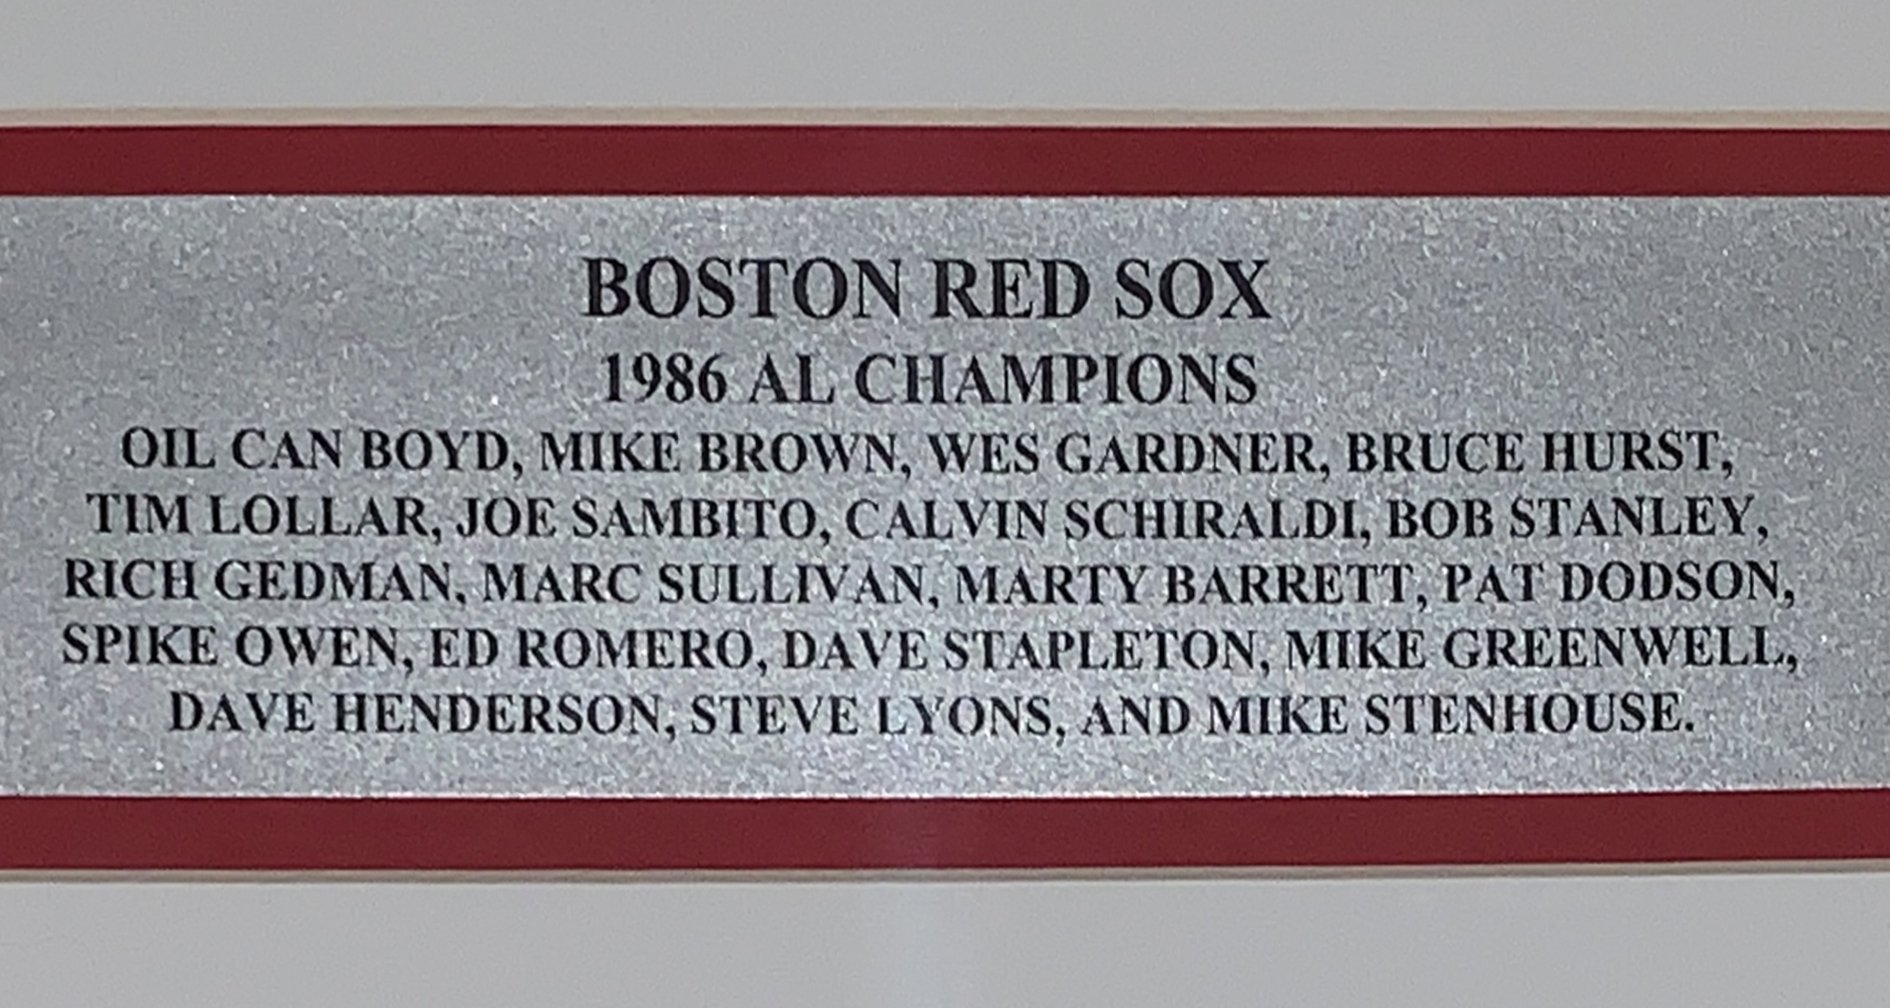 BOSTON RED SOX
1986 AL CHAMPIONS
OIL CAN BOYD, MIKE BROWN, WES GARDNER, BRUCE HURST,
TIM LOLLAR, JOE SAMBITO, CALVIN SCHIRALDI, BOB STANLEY,
RICH GEDMAN, MARC SULLIVAN, MARTY BARRETT, PAT DODSON,
SPIKE OWEN, ED ROMERO, DAVE STAPLETON, MIKE GREENWELL,
DAVE HENDERSON, STEVE LYONS, AND MIKE STENHOUSE.